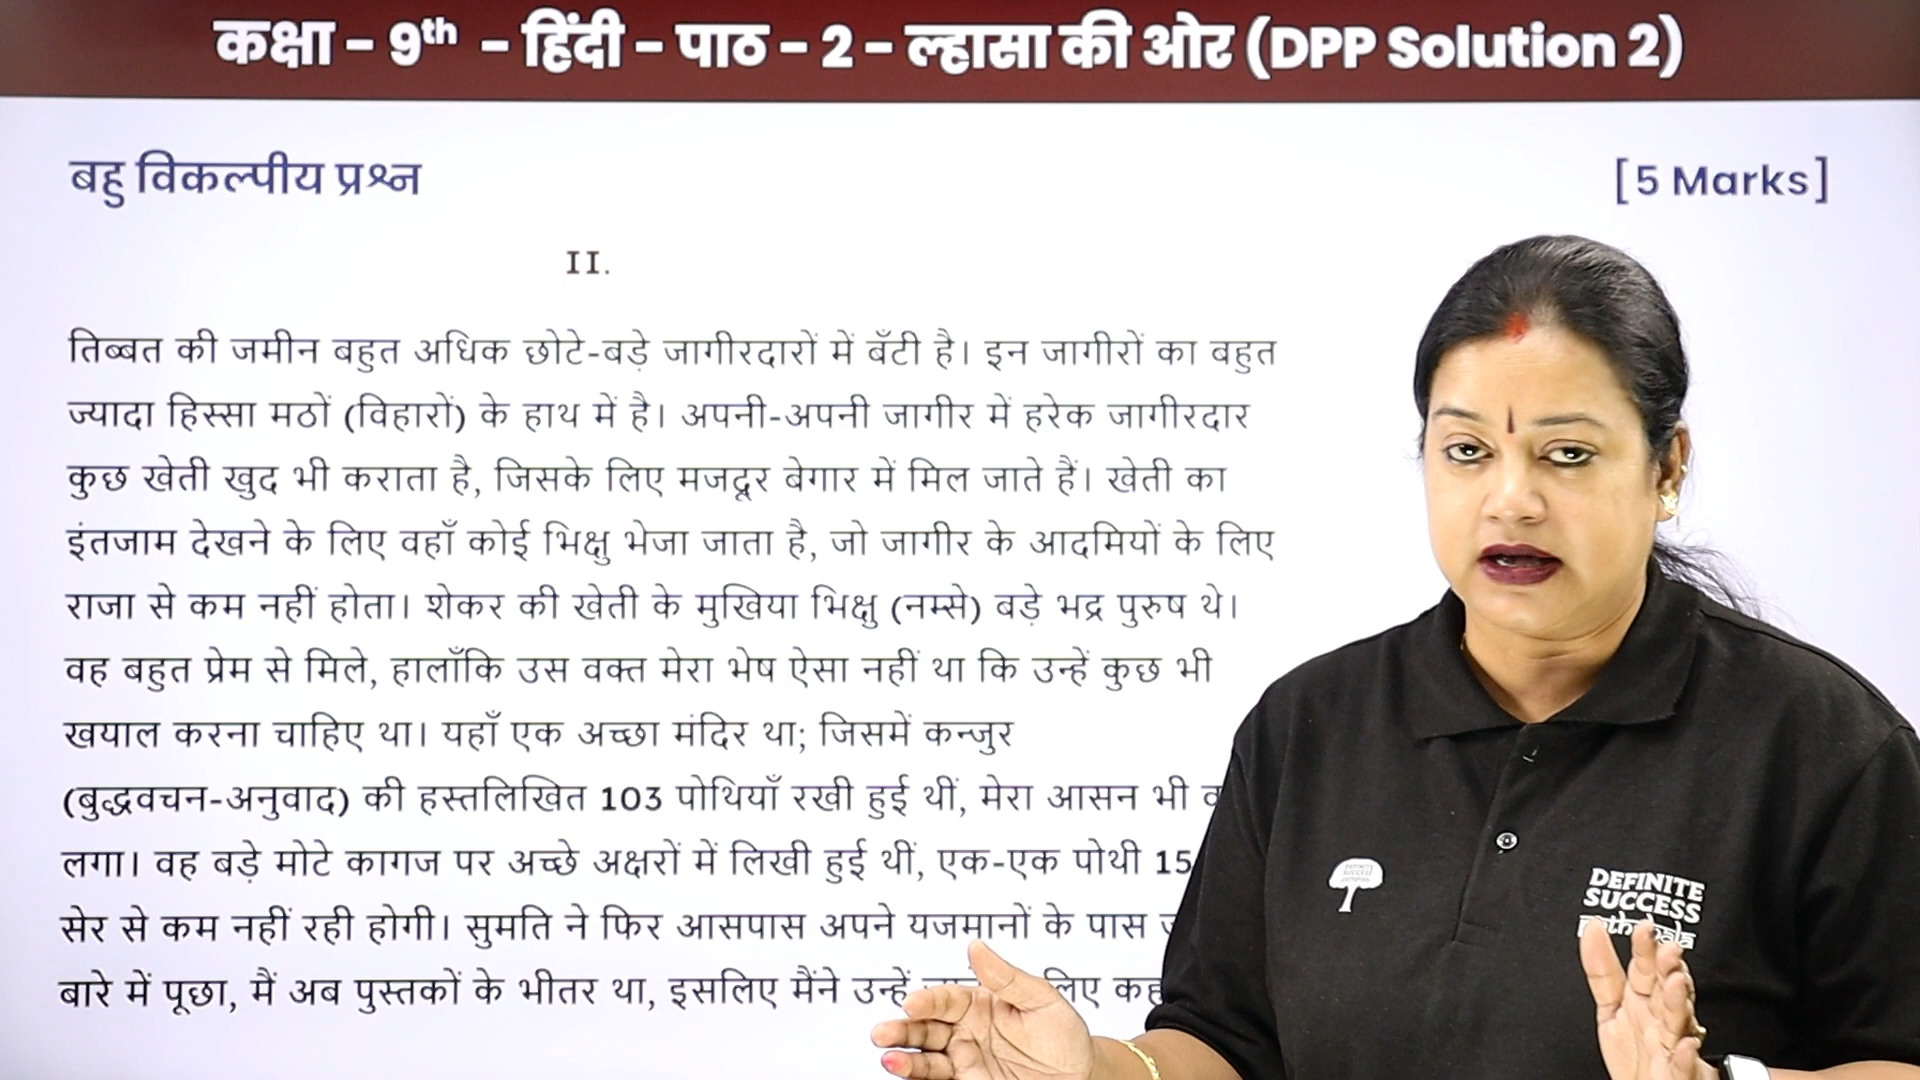 कक्षा – 9th – हिंदी – पाठ – 2 – ल्हासा की ओर (DPP Solution 2)
बहु विकल्पीय प्रश्न [5 Marks]
II.
तिब्बत की जमीन बहुत अधिक छोटे-बड़े जागीरदारों में बँटी है। इन जागीरों का बहुत
ज्यादा हिस्सा मठों (विहारों) के हाथ में है। अपनी-अपनी जागीर में हरेक जागीरदार
कुछ खेती खुद भी कराता है, जिसके लिए मजदूर बेगार में मिल जाते हैं। खेती का
इंतजाम देखने के लिए वहाँ कोई भिक्षु भेजा जाता है, जो जागीर के आदमियों के लिए
राजा से कम नहीं होता। शेकर की खेती के मुखिया भिक्षु (नम्से) बड़े भद्र पुरुष थे।
वह बहुत प्रेम से मिले, हालाँकि उस वक्त मेरा भेष ऐसा नहीं था कि उन्हें कुछ भी
खयाल करना चाहिए था। यहाँ एक अच्छा मंदिर था; जिसमें कन्जुर
(बुद्धवचन-अनुवाद) की हस्तलिखित 103 पोथियाँ रखी हुई थीं, मेरा आसन भी
लगा। वह बड़े मोटे कागज पर अच्छे अक्षरों में लिखी हुई थीं, एक-एक पोथी 15
सेर से कम नहीं रही होगी। सुमति ने फिर आसपास अपने यजमानों के पास
बारे में पूछा, मैं अब पुस्तकों के भीतर था, इसलिए मैंने उन्हें
DEFINITE
SUCCESS